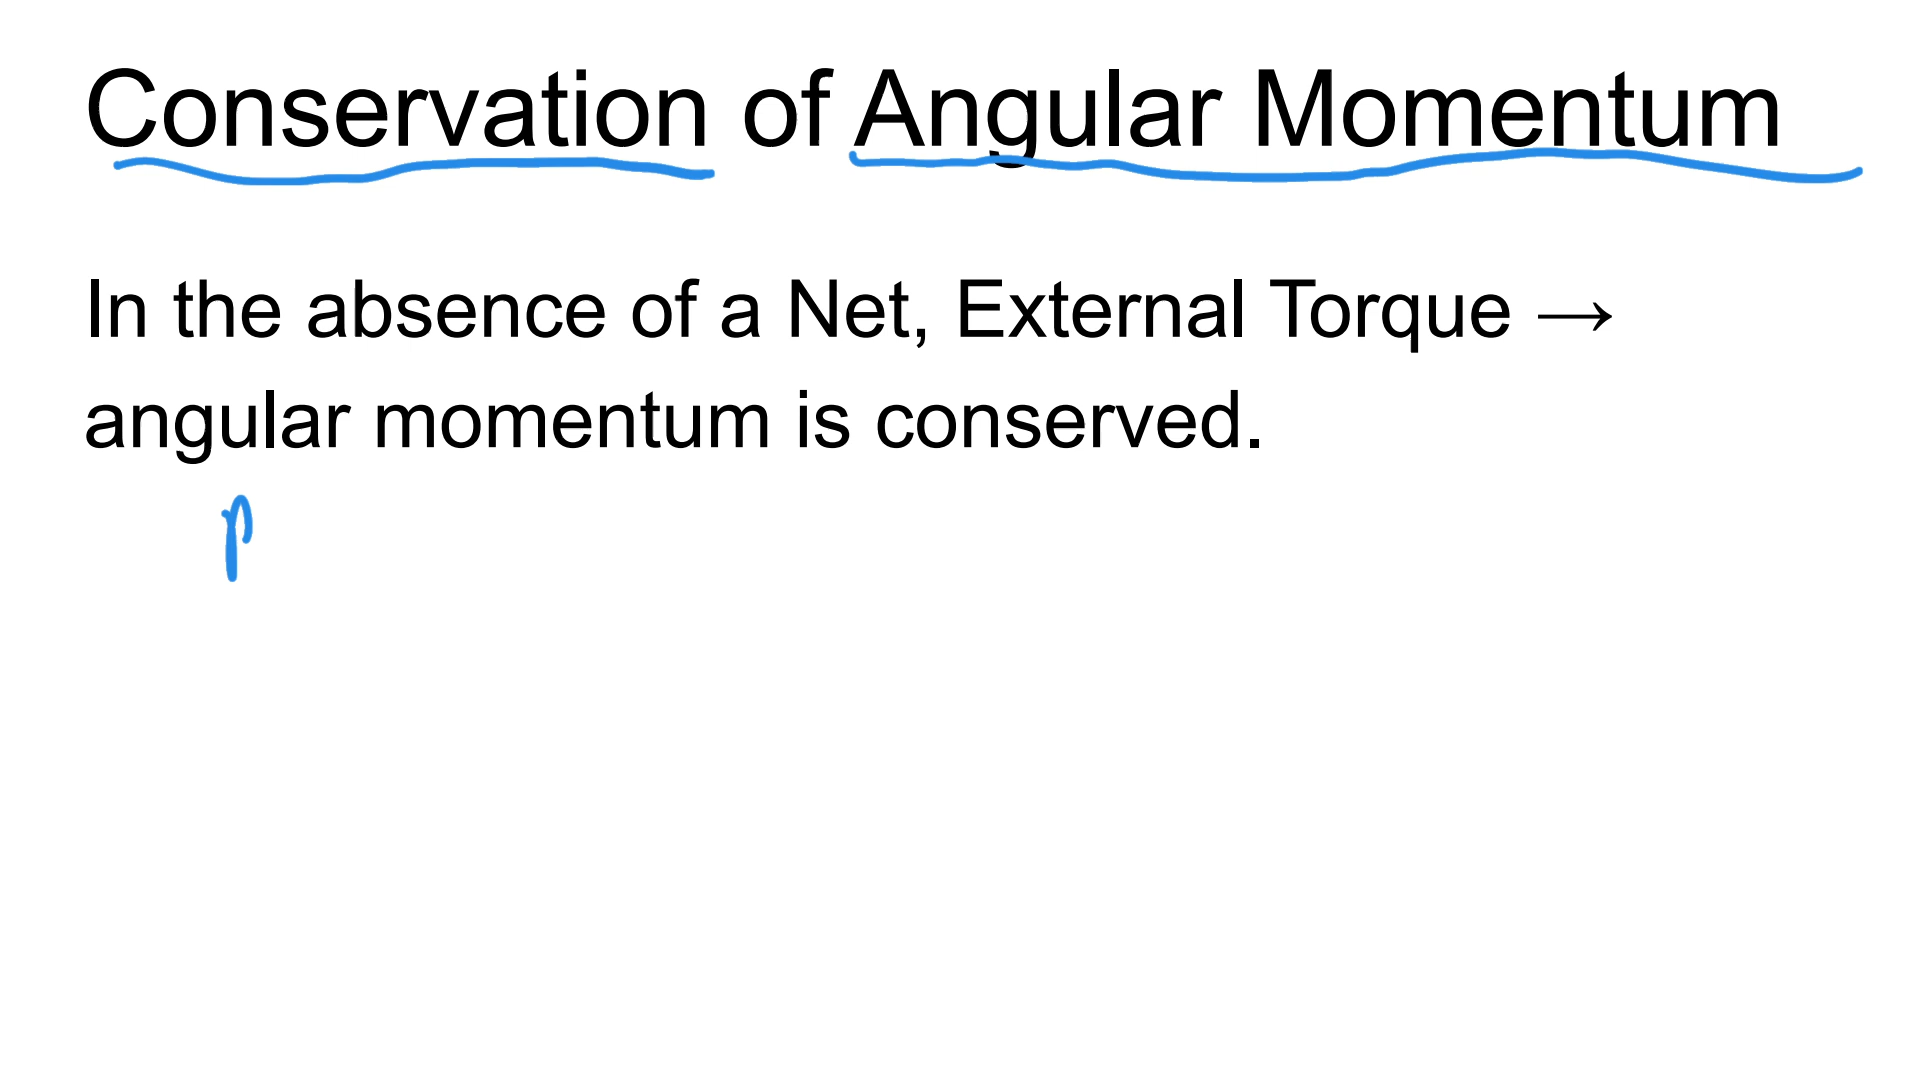 Conservation of Angular Momentum
In the absence of a Net, External Torque →
angular momentum is conserved.
p